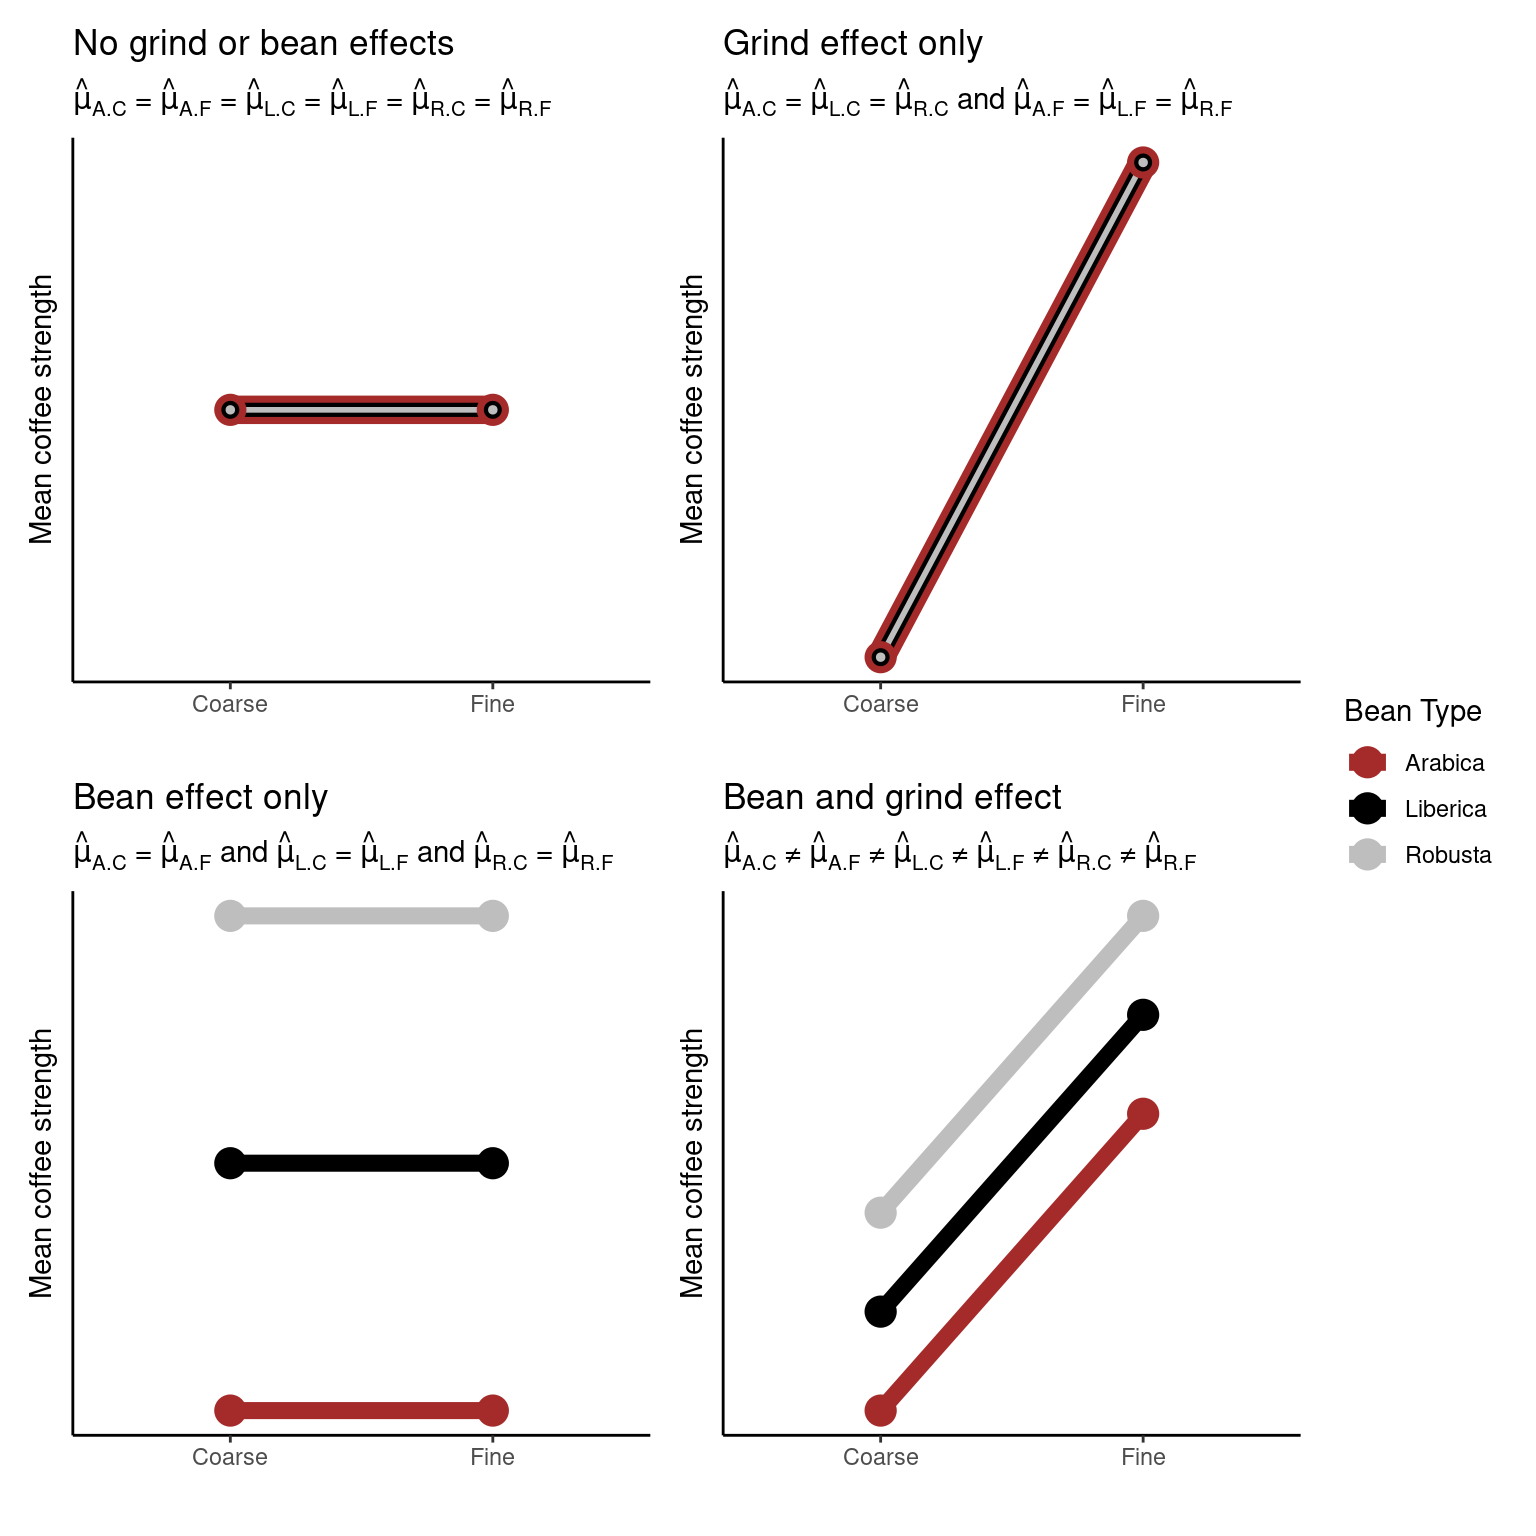 No grind or bean effects
μ̂A.C = μ̂A.F = μ̂L.C = μ̂L.F = μ̂R.C = μ̂R.F
Mean coffee strength
Coarse Fine
Grind effect only
μ̂A.C = μ̂L.C = μ̂R.C and μ̂A.F = μ̂L.F = μ̂R.F
Mean coffee strength
Coarse Fine
Bean effect only
μ̂A.C = μ̂A.F and μ̂L.C = μ̂L.F and μ̂R.C = μ̂R.F
Mean coffee strength
Coarse Fine
Bean and grind effect
μ̂A.C ≠ μ̂A.F ≠ μ̂L.C ≠ μ̂L.F ≠ μ̂R.C ≠ μ̂R.F
Mean coffee strength
Coarse Fine
Bean Type
Arabica
Liberica
Robusta